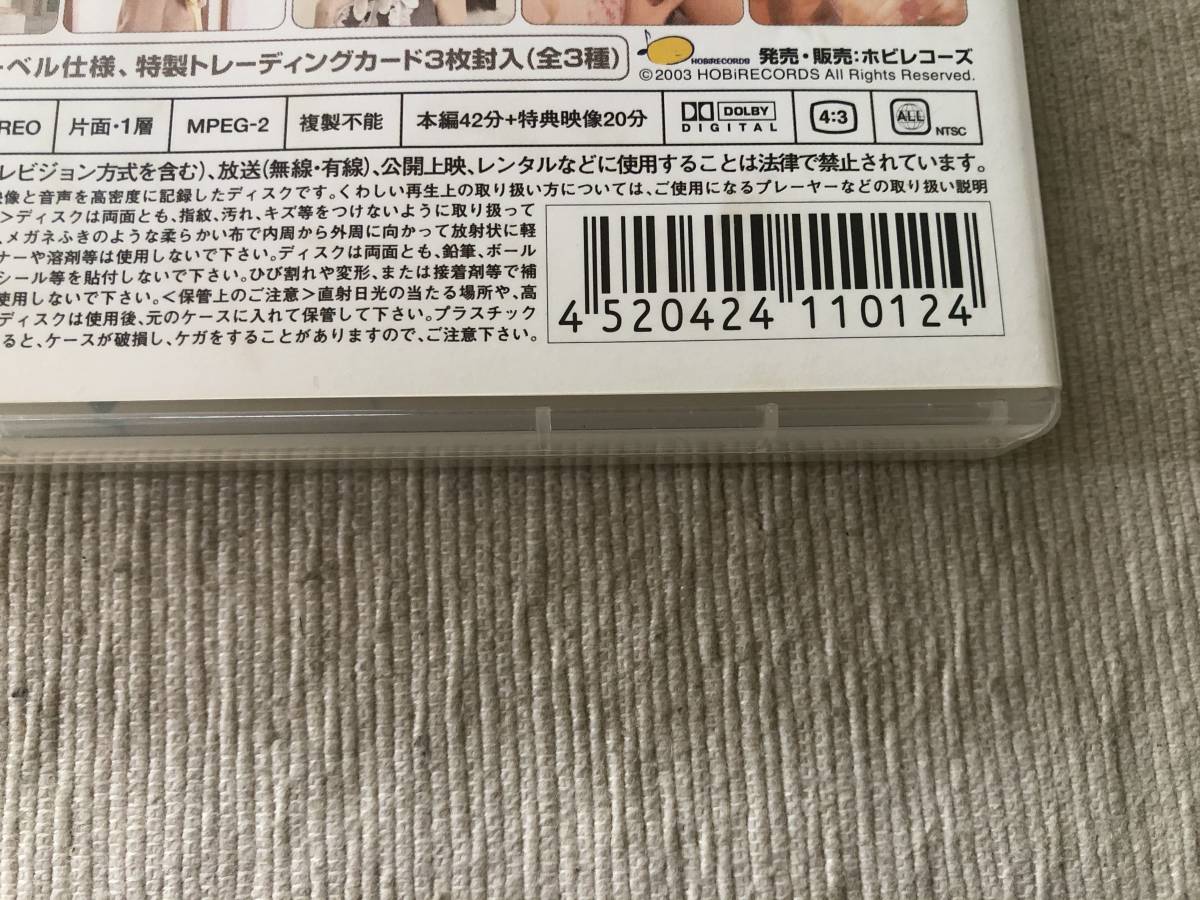 ーベル仕様、特製トレーディングカード3枚封入(全3種)
HOBiRECORDS
発売・販売:ホビレコーズ
©2003 HOBiRECORDS All Rights Reserved.
REO 片面・1層 MPEG-2 複製不能 本編42分+特典映像20分 DOLBY DIGITAL 4:3 ALL NTSC
レビジョン方式を含む)、放送(無線・有線)、公開上映、レンタルなどに使用することは法律で禁止されています。
映像と音声を高密度に記録したディスクです。くわしい再生上の取り扱い方については、ご使用になるプレーヤーなどの取り扱い説明
>ディスクは両面とも、指紋、汚れ、キズ等をつけないように取り扱って
、メガネふきのような柔らかい布で内周から外周に向かって放射状に軽
ナーや溶剤等は使用しないで下さい。ディスクは両面とも、鉛筆、ボール
シール等を貼付しないで下さい。ひび割れや変形、または接着剤等で補
使用しないで下さい。<保管上のご注意>直射日光の当たる場所や、高
ディスクは使用後、元のケースに入れて保管して下さい。プラスチック
ると、ケースが破損し、ケガをすることがありますので、ご注意下さい。
4 520424 110124